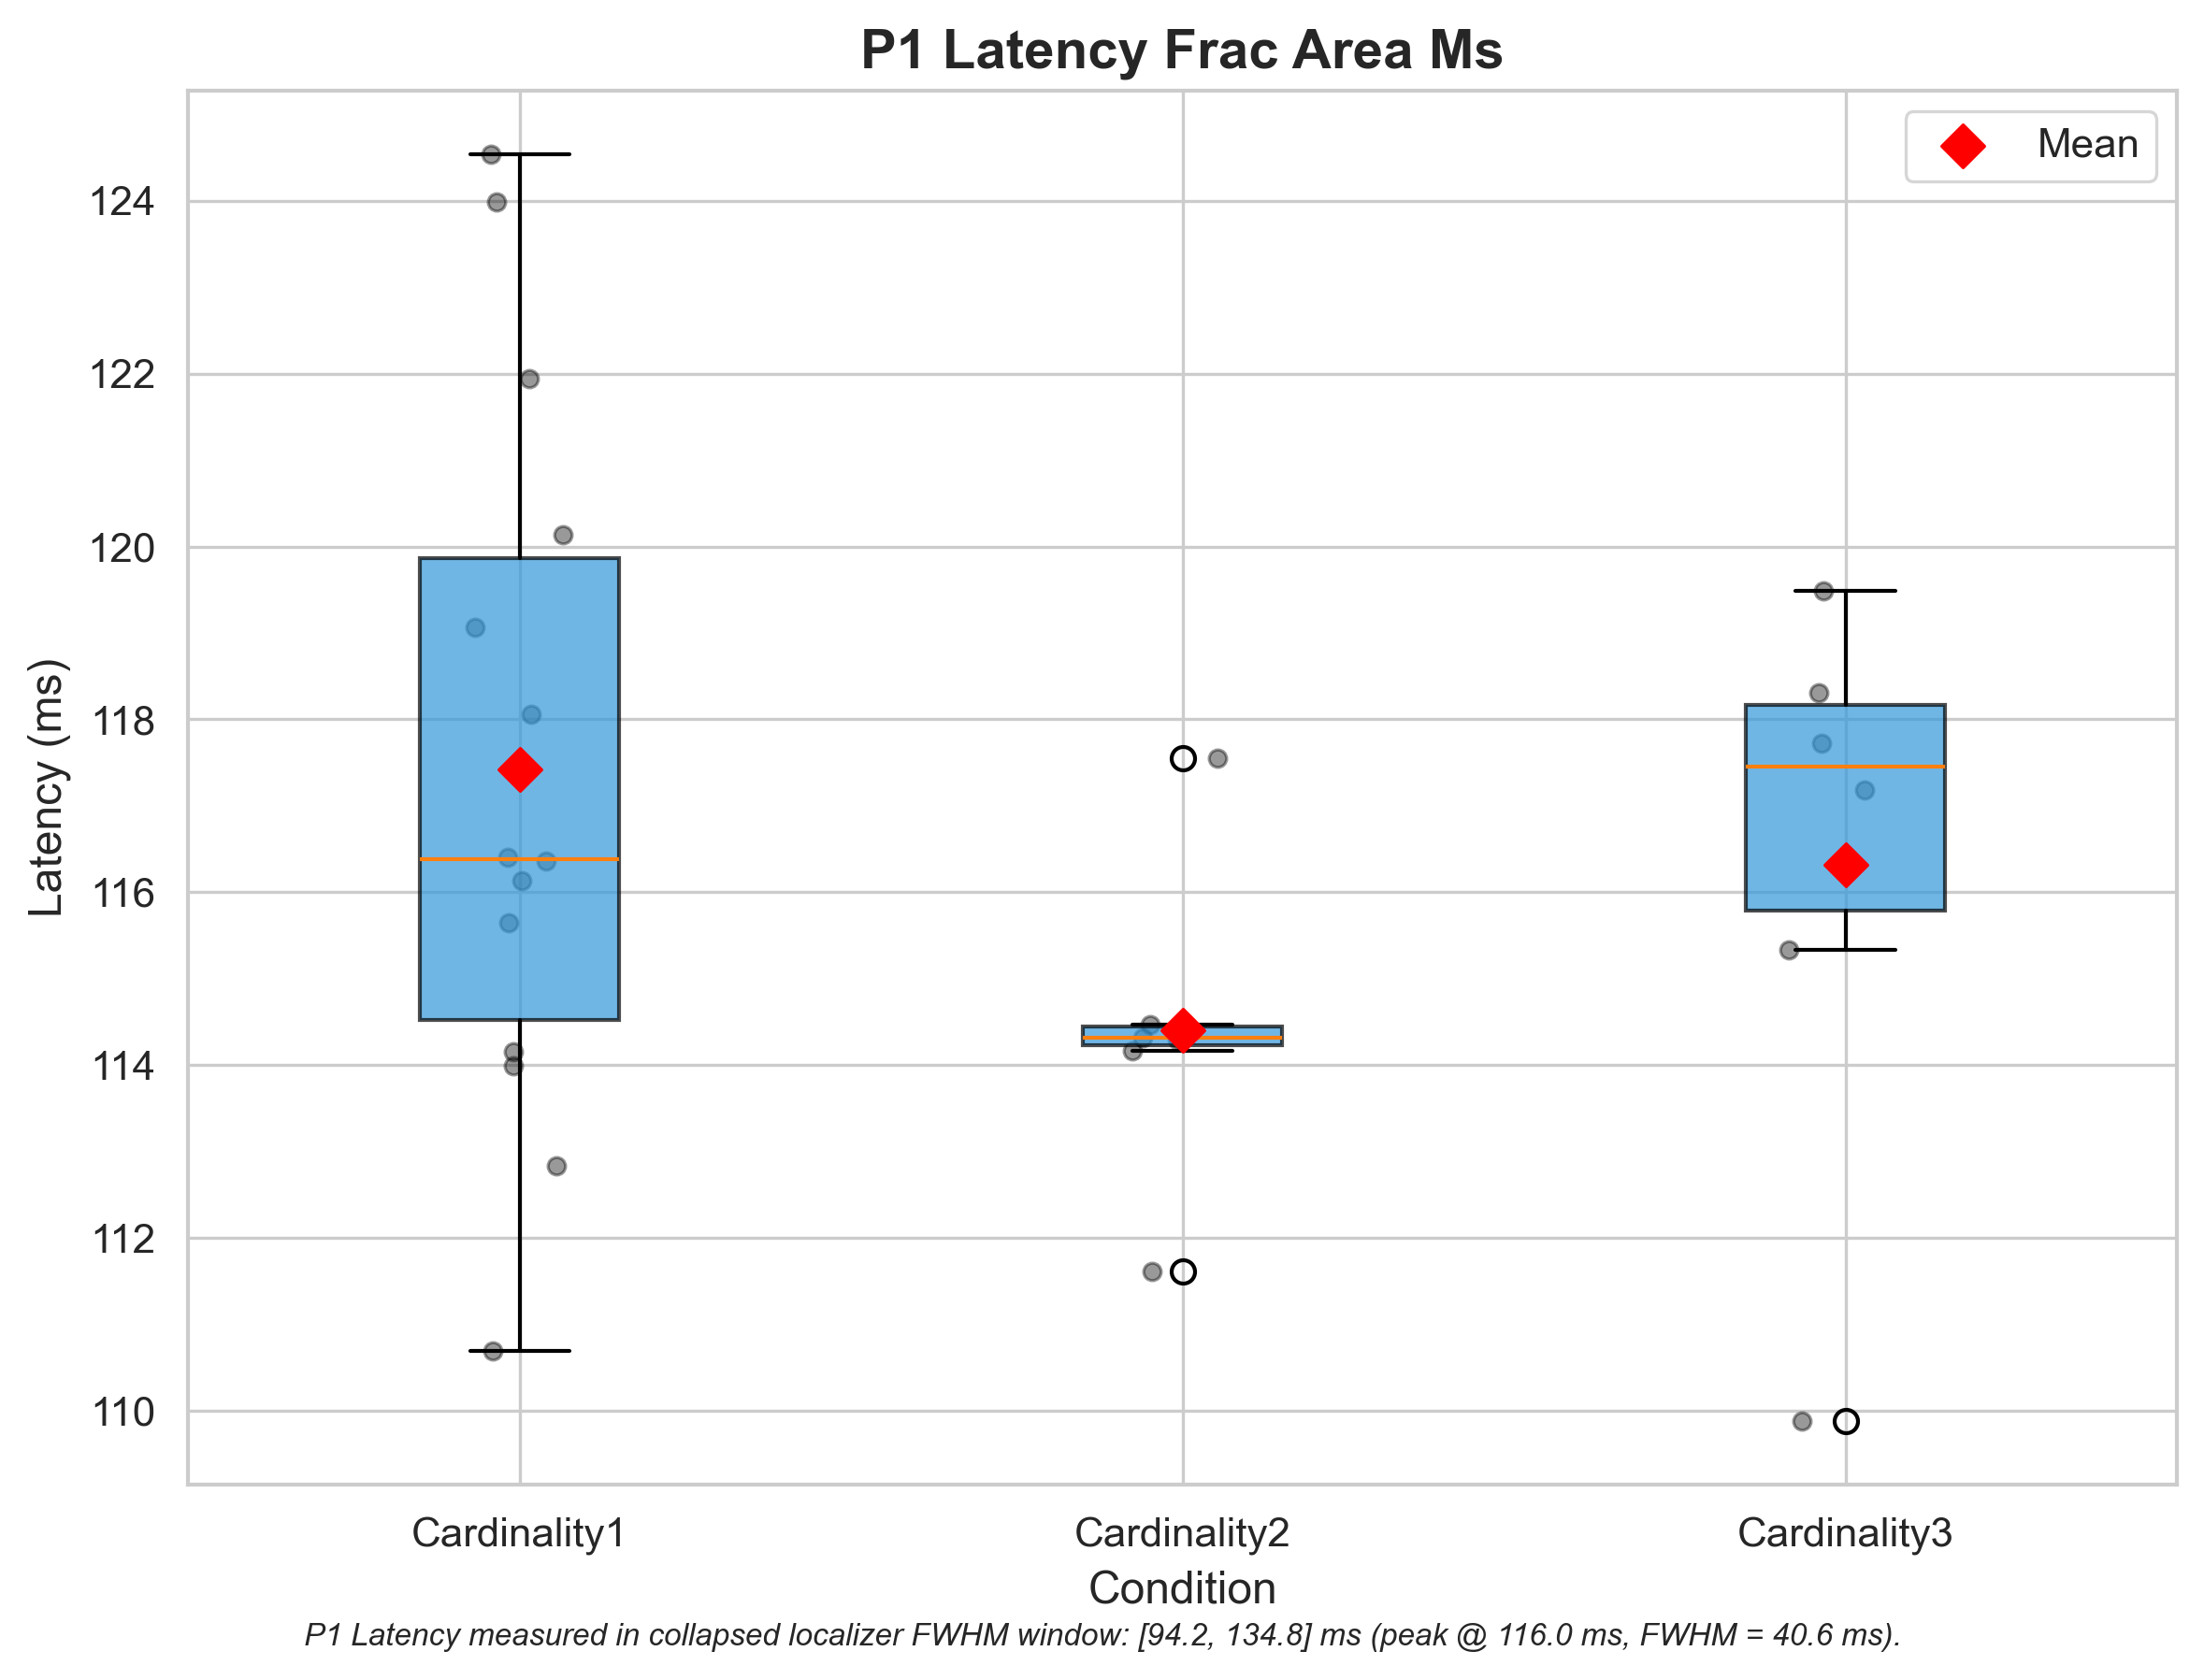 P1 Latency Frac Area Ms
Mean
124
122
120
118
116
114
112
110
Latency (ms)
Cardinality1
Cardinality2
Cardinality3
Condition
P1 Latency measured in collapsed localizer FWHM window: [94.2, 134.8] ms (peak @ 116.0 ms, FWHM = 40.6 ms).